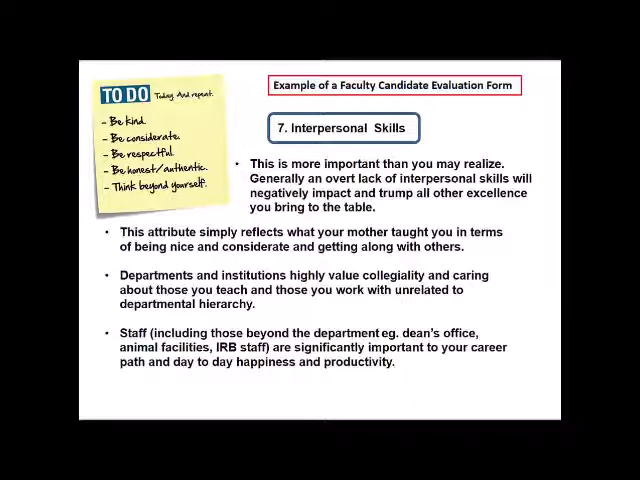 TO DO Today. And repeat.
- Be kind.
- Be considerate.
- Be respectful.
- Be honest/authentic.
- Think beyond yourself.
Example of a Faculty Candidate Evaluation Form
7. Interpersonal Skills
• This is more important than you may realize.
Generally an overt lack of interpersonal skills will
negatively impact and trump all other excellence
you bring to the table.
• This attribute simply reflects what your mother taught you in terms
of being nice and considerate and getting along with others.
• Departments and institutions highly value collegiality and caring
about those you teach and those you work with unrelated to
departmental hierarchy.
• Staff (including those beyond the department eg. dean's office,
animal facilities, IRB staff) are significantly important to your career
path and day to day happiness and productivity.